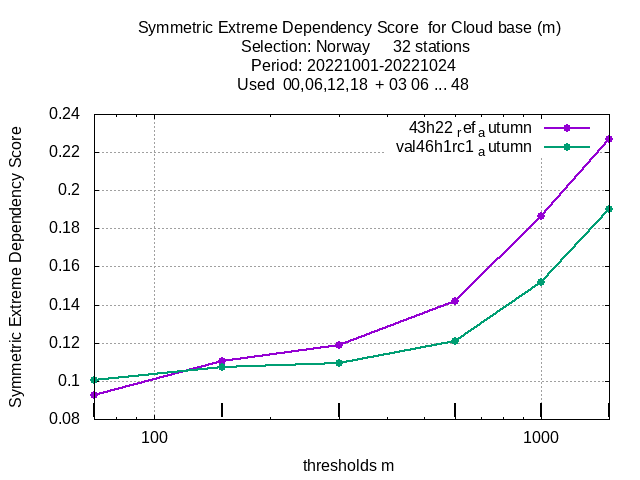 Symmetric Extreme Dependency Score  for Cloud base (m)
Selection: Norway     32 stations
Period: 20221001-20221024
Used  00,06,12,18  + 03 06 ... 48
43h22 ref autumn
val46h1rc1 autumn
Symmetric Extreme Dependency Score
0.24
0.22
0.2
0.18
0.16
0.14
0.12
0.1
0.08
100
1000
thresholds m